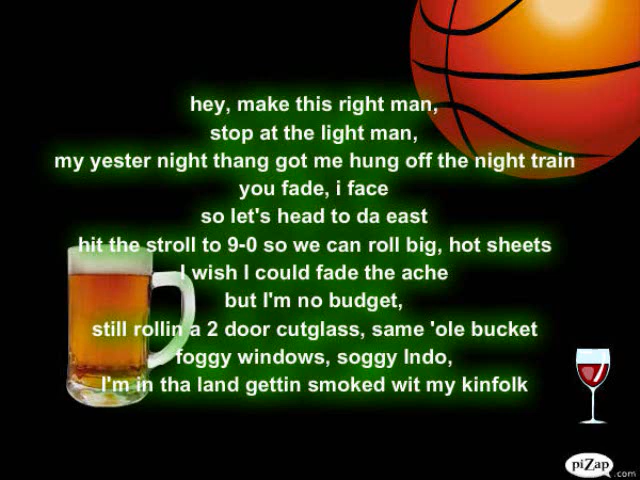 hey, make this right man,
stop at the light man,
my yester night thang got me hung off the night train
you fade, i face
so let's head to da east
hit the stroll to 9-0 so we can roll big, hot sheets
I wish I could fade the ache
but I'm no budget,
still rollin a 2 door cutglass, same 'ole bucket
foggy windows, soggy Indo,
I'm in tha land gettin smoked wit my kinfolk
piZap.com